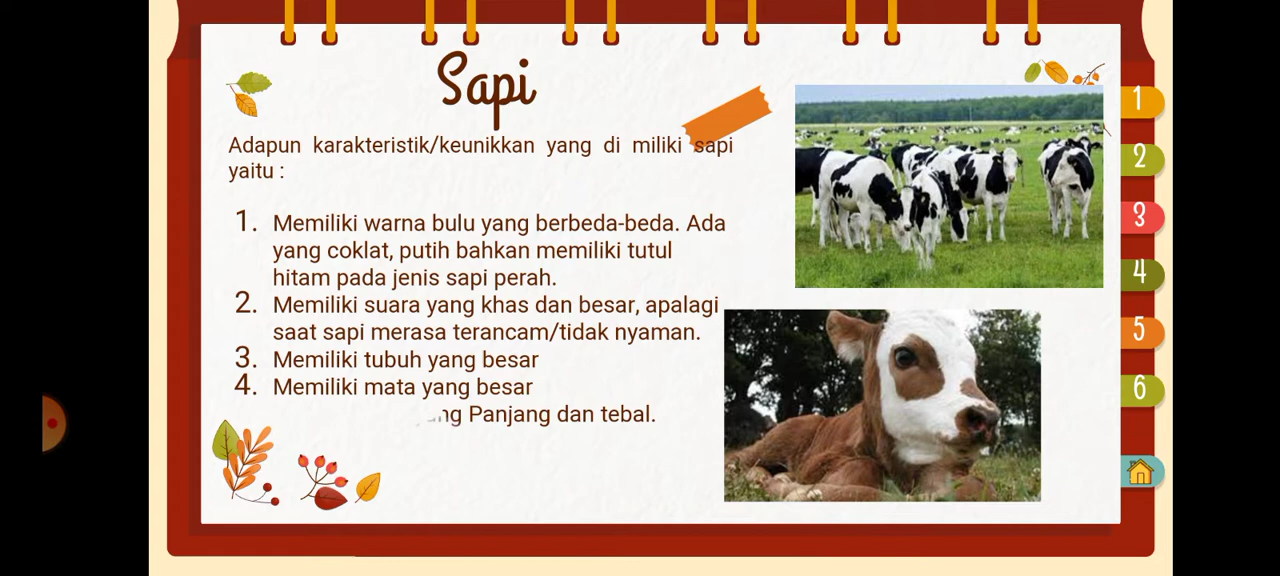 Sapi
Adapun karakteristik/keunikkan yang di miliki sapi
yaitu :
1. Memiliki warna bulu yang berbeda-beda. Ada
yang coklat, putih bahkan memiliki tutul
hitam pada jenis sapi perah.
2. Memiliki suara yang khas dan besar, apalagi
saat sapi merasa terancam/tidak nyaman.
3. Memiliki tubuh yang besar
4. Memiliki mata yang besar
Panjang dan tebal.
1
2
3
4
5
6